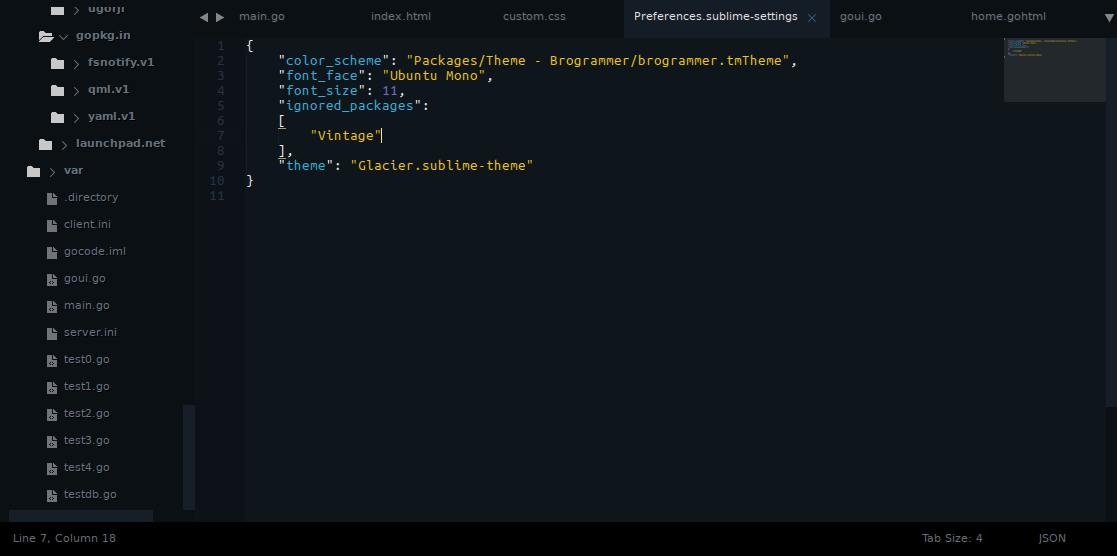 ugorji
gopkg.in
fsnotify.v1
qml.v1
yaml.v1
launchpad.net
var
.directory
client.ini
gocode.iml
goui.go
main.go
server.ini
test0.go
test1.go
test2.go
test3.go
test4.go
testdb.go
main.go
index.html
custom.css
Preferences.sublime-settings
goui.go
home.gohtml
1 {
2 "color_scheme": "Packages/Theme - Brogrammer/brogrammer.tmTheme",
3 "font_face": "Ubuntu Mono",
4 "font_size": 11,
5 "ignored_packages":
6 [
7 "Vintage"
8 ],
9 "theme": "Glacier.sublime-theme"
10 }
11
Line 7, Column 18
Tab Size: 4
JSON